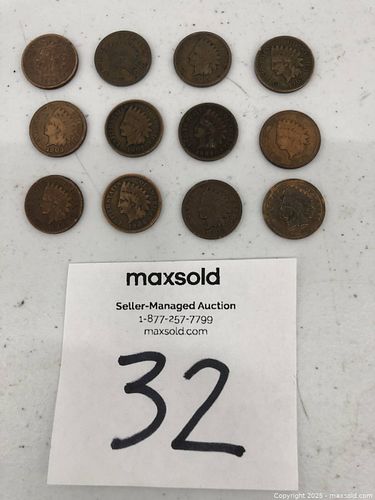 maxsold
Seller-Managed Auction
1-877-257-7799
maxsold.com
32
Copyright 2025 - maxsold.com